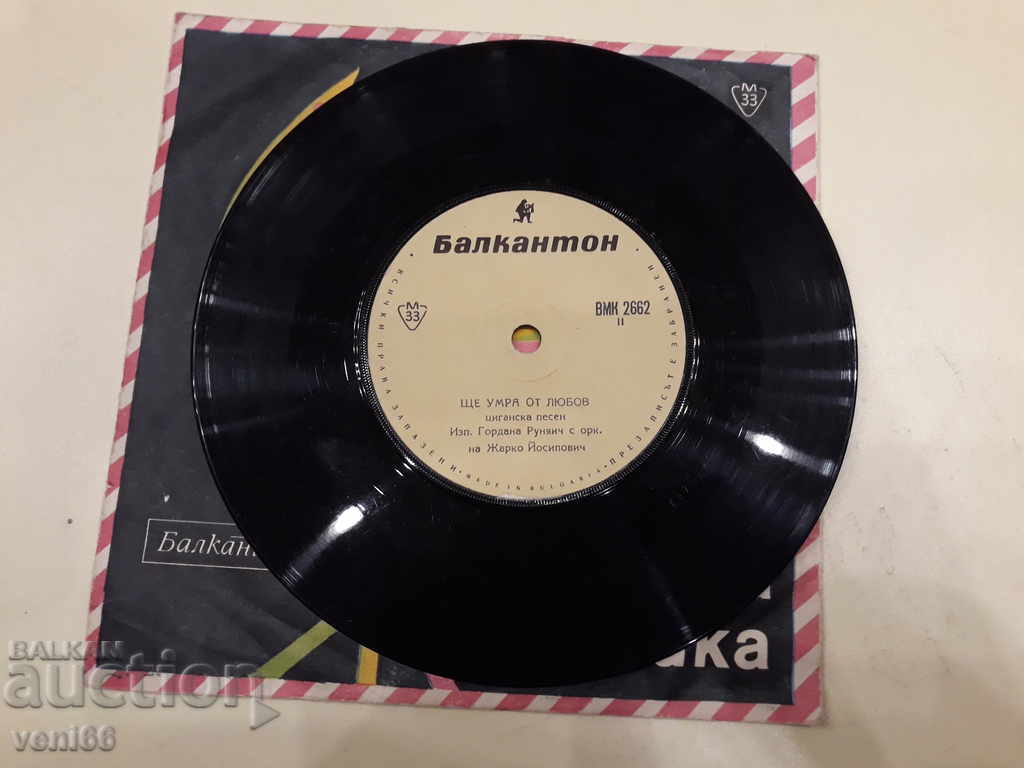 М
33
Балкантон
М
33
ВМК 2662
II
ЩЕ УМРА ОТ ЛЮБОВ
циганска песен
Изп. Гордана Руняич с орк.
на Жарко Йосипович
ВСИЧКИ ПРАВА ЗАПАЗЕНИ • MADE IN BULGARIA • ПРЕЗАПИСЪТ Е ЗАБРАНЕН
Балкан
ика
BALKAN
auction
veni66